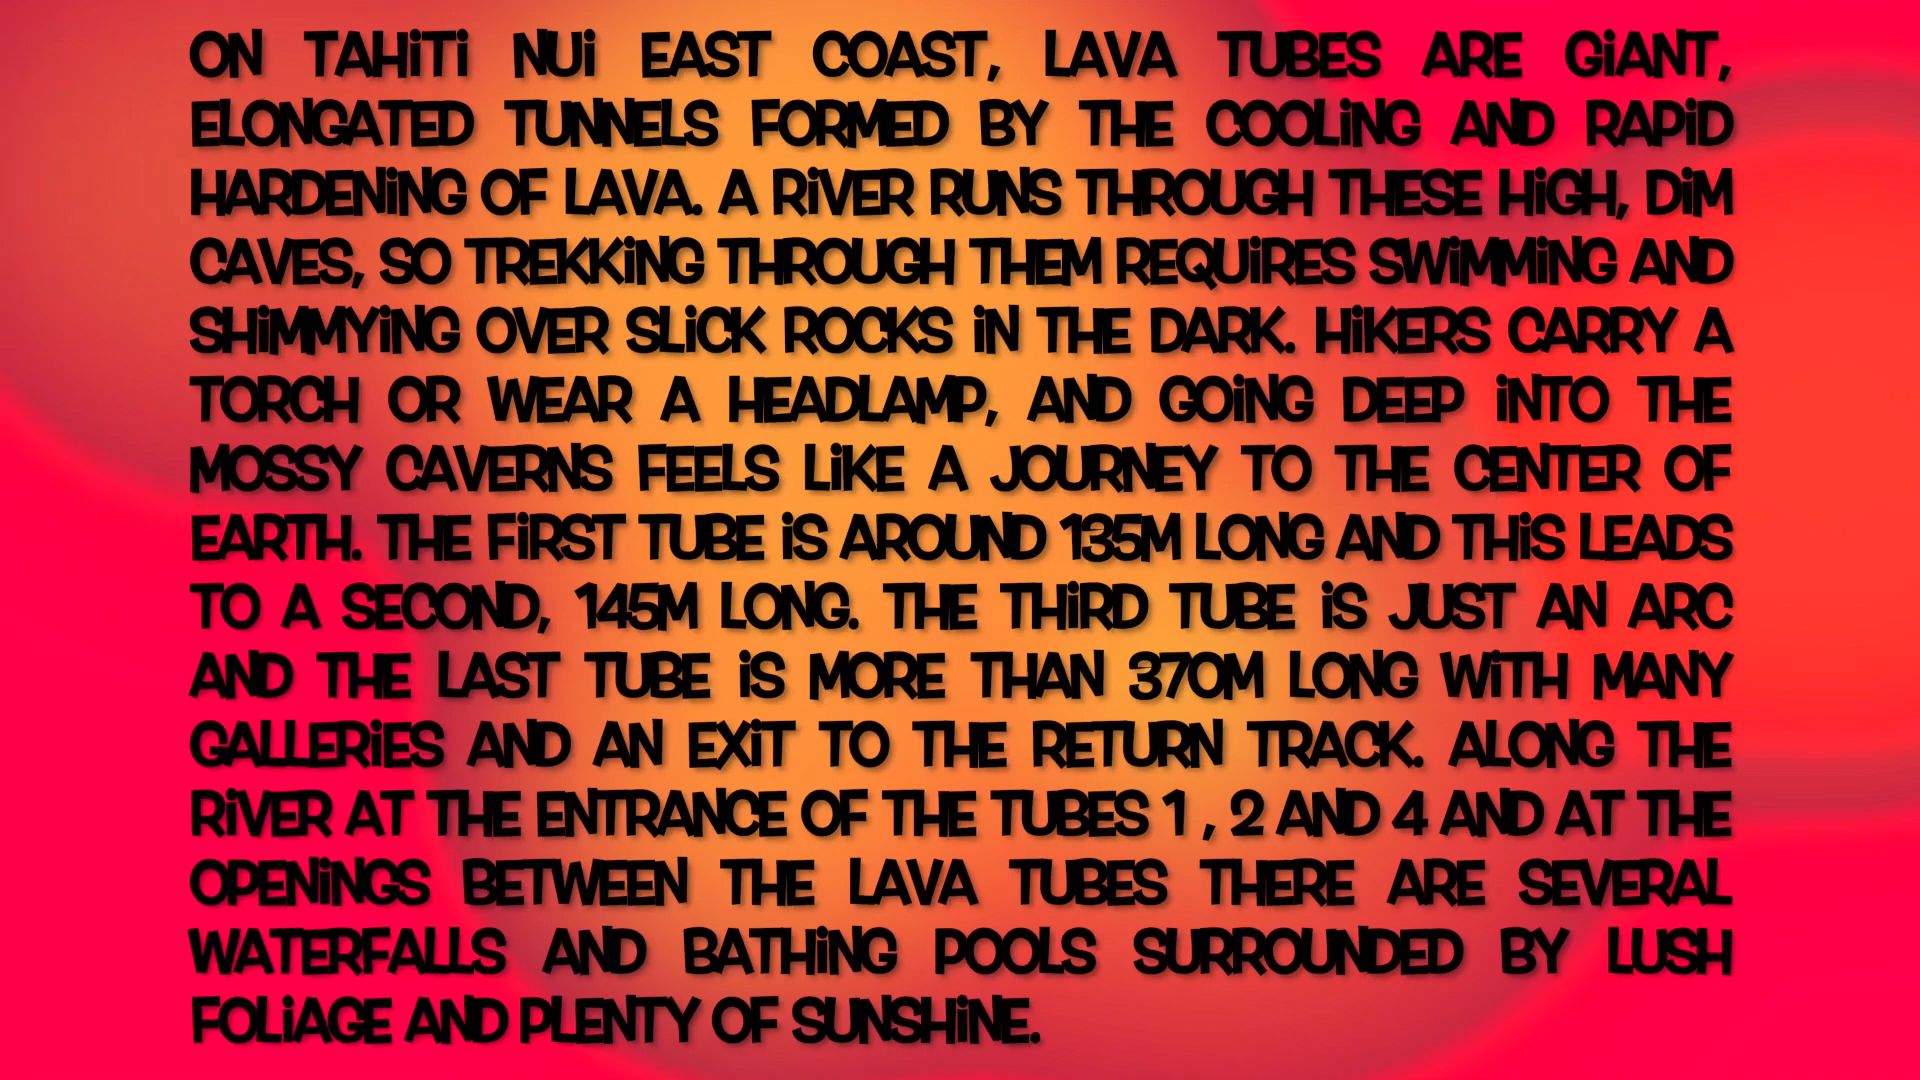 ON TAHiTi NUi EAST COAST, LAVA TUBES ARE GiANT,
ELONGATED TUNNELS FORMED BY THE COOLiNG AND RAPiD
HARDENiNG OF LAVA. A RiVER RUNS THROUGH THESE HiGH, DiM
CAVES, SO TREKKiNG THROUGH THEM REQUiRES SWiMMiNG AND
SHiMMYiNG OVER SLiCK ROCKS iN THE DARK. HiKERS CARRY A
TORCH OR WEAR A HEADLAMP, AND GOiNG DEEP iNTO THE
MOSSY CAVERNS FEELS LiKE A JOURNEY TO THE CENTER OF
EARTH. THE FiRST TUBE iS AROUND 135M LONG AND THiS LEADS
TO A SECOND, 145M LONG. THE THiRD TUBE iS JUST AN ARC
AND THE LAST TUBE iS MORE THAN 370M LONG WiTH MANY
GALLERiES AND AN EXiT TO THE RETURN TRACK. ALONG THE
RiVER AT THE ENTRANCE OF THE TUBES 1 , 2 AND 4 AND AT THE
OPENiNGS BETWEEN THE LAVA TUBES THERE ARE SEVERAL
WATERFALLS AND BATHiNG POOLS SURROUNDED BY LUSH
FOLiAGE AND PLENTY OF SUNSHiNE.